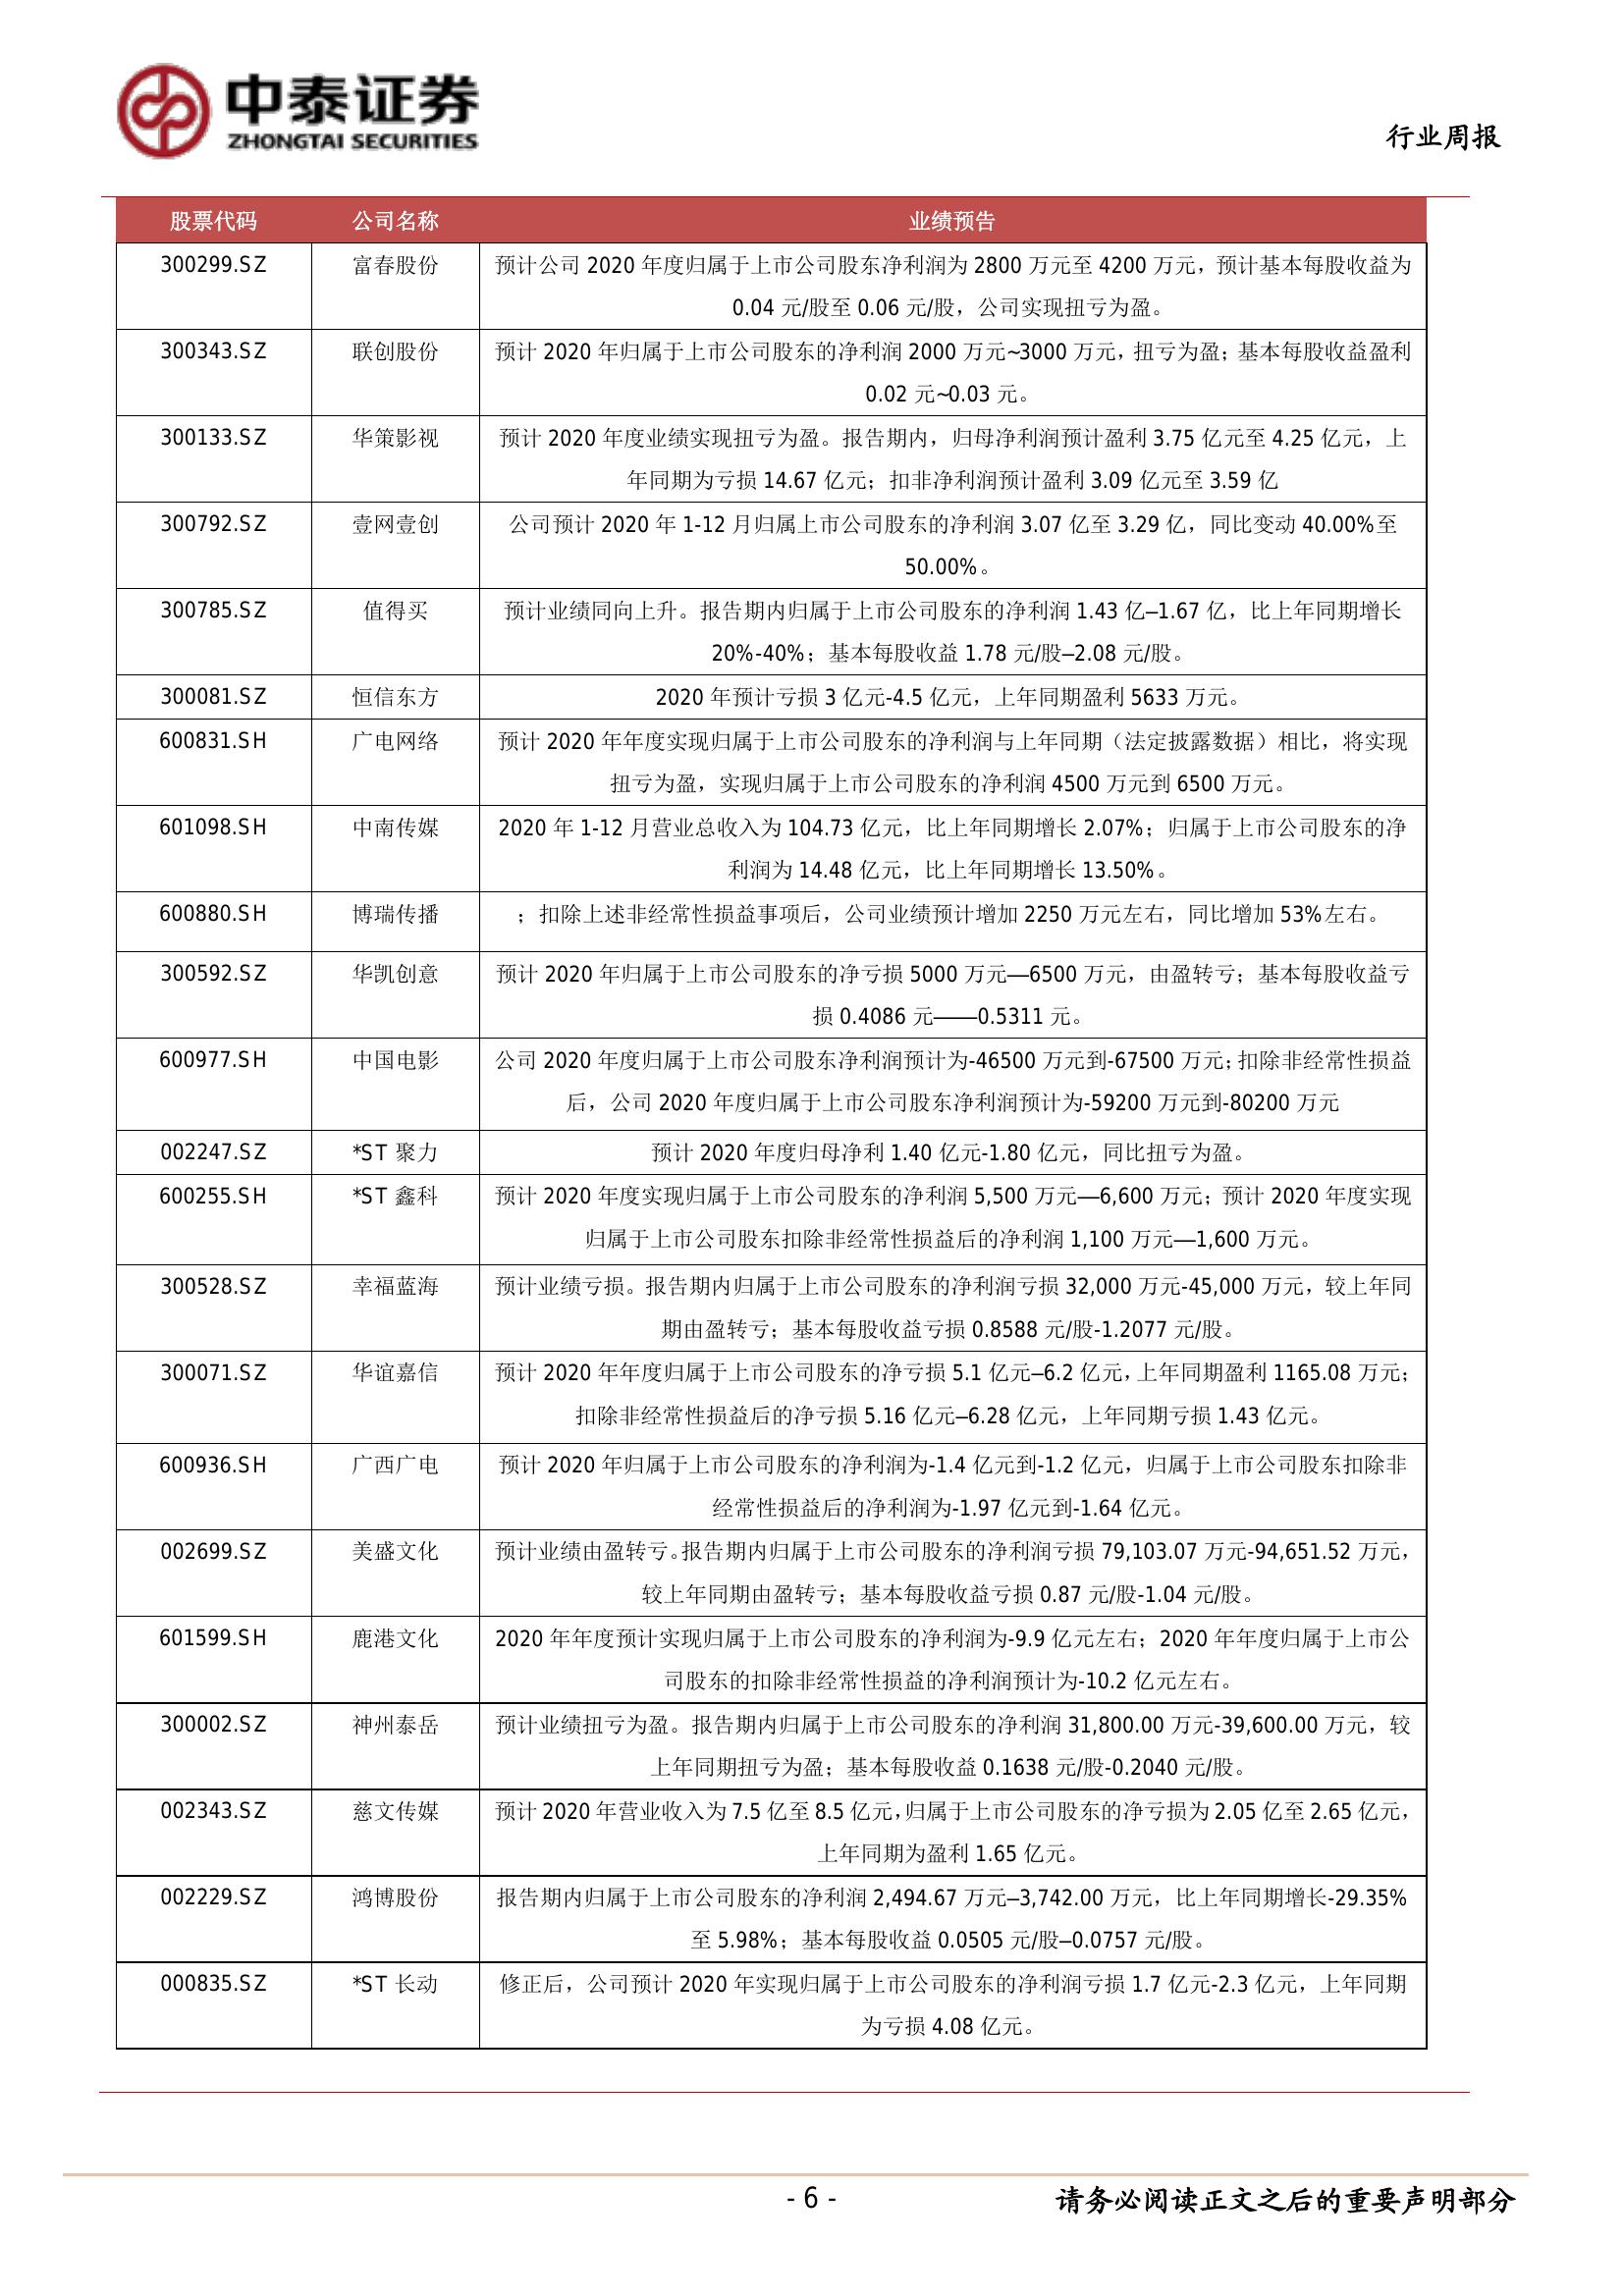 中泰证券
ZHONGTAI SECURITIES
行业周报
股票代码 公司名称 业绩预告
300299.SZ 富春股份 预计公司 2020 年度归属于上市公司股东净利润为 2800 万元至 4200 万元，预计基本每股收益为
0.04 元/股至 0.06 元/股，公司实现扭亏为盈。
300343.SZ 联创股份 预计 2020 年归属于上市公司股东的净利润 2000 万元~3000 万元，扭亏为盈；基本每股收益盈利
0.02 元~0.03 元。
300133.SZ 华策影视 预计 2020 年度业绩实现扭亏为盈。报告期内，归母净利润预计盈利 3.75 亿元至 4.25 亿元，上
年同期为亏损 14.67 亿元；扣非净利润预计盈利 3.09 亿元至 3.59 亿
300792.SZ 壹网壹创 公司预计 2020 年 1-12 月归属上市公司股东的净利润 3.07 亿至 3.29 亿，同比变动 40.00%至
50.00%。
300785.SZ 值得买 预计业绩同向上升。报告期内归属于上市公司股东的净利润 1.43 亿–1.67 亿，比上年同期增长
20%-40%；基本每股收益 1.78 元/股–2.08 元/股。
300081.SZ 恒信东方 2020 年预计亏损 3 亿元-4.5 亿元，上年同期盈利 5633 万元。
600831.SH 广电网络 预计 2020 年年度实现归属于上市公司股东的净利润与上年同期（法定披露数据）相比，将实现
扭亏为盈，实现归属于上市公司股东的净利润 4500 万元到 6500 万元。
601098.SH 中南传媒 2020 年 1-12 月营业总收入为 104.73 亿元，比上年同期增长 2.07%；归属于上市公司股东的净
利润为 14.48 亿元，比上年同期增长 13.50%。
600880.SH 博瑞传播 ；扣除上述非经常性损益事项后，公司业绩预计增加 2250 万元左右，同比增加 53%左右。
300592.SZ 华凯创意 预计 2020 年归属于上市公司股东的净亏损 5000 万元—6500 万元，由盈转亏；基本每股收益亏
损 0.4086 元——0.5311 元。
600977.SH 中国电影 公司 2020 年度归属于上市公司股东净利润预计为-46500 万元到-67500 万元；扣除非经常性损益
后，公司 2020 年度归属于上市公司股东净利润预计为-59200 万元到-80200 万元
002247.SZ *ST 聚力 预计 2020 年度归母净利 1.40 亿元-1.80 亿元，同比扭亏为盈。
600255.SH *ST 鑫科 预计 2020 年度实现归属于上市公司股东的净利润 5,500 万元—6,600 万元；预计 2020 年度实现
归属于上市公司股东扣除非经常性损益后的净利润 1,100 万元—1,600 万元。
300528.SZ 幸福蓝海 预计业绩亏损。报告期内归属于上市公司股东的净利润亏损 32,000 万元-45,000 万元，较上年同
期由盈转亏；基本每股收益亏损 0.8588 元/股-1.2077 元/股。
300071.SZ 华谊嘉信 预计 2020 年年度归属于上市公司股东的净亏损 5.1 亿元–6.2 亿元，上年同期盈利 1165.08 万元；
扣除非经常性损益后的净亏损 5.16 亿元–6.28 亿元，上年同期亏损 1.43 亿元。
600936.SH 广西广电 预计 2020 年归属于上市公司股东的净利润为-1.4 亿元到-1.2 亿元，归属于上市公司股东扣除非
经常性损益后的净利润为-1.97 亿元到-1.64 亿元。
002699.SZ 美盛文化 预计业绩由盈转亏。报告期内归属于上市公司股东的净利润亏损 79,103.07 万元-94,651.52 万元，
较上年同期由盈转亏；基本每股收益亏损 0.87 元/股-1.04 元/股。
601599.SH 鹿港文化 2020 年年度预计实现归属于上市公司股东的净利润为-9.9 亿元左右；2020 年年度归属于上市公
司股东的扣除非经常性损益的净利润预计为-10.2 亿元左右。
300002.SZ 神州泰岳 预计业绩扭亏为盈。报告期内归属于上市公司股东的净利润 31,800.00 万元-39,600.00 万元，较
上年同期扭亏为盈；基本每股收益 0.1638 元/股-0.2040 元/股。
002343.SZ 慈文传媒 预计 2020 年营业收入为 7.5 亿至 8.5 亿元，归属于上市公司股东的净亏损为 2.05 亿至 2.65 亿元，
上年同期为盈利 1.65 亿元。
002229.SZ 鸿博股份 报告期内归属于上市公司股东的净利润 2,494.67 万元–3,742.00 万元，比上年同期增长-29.35%
至 5.98%；基本每股收益 0.0505 元/股–0.0757 元/股。
000835.SZ *ST 长动 修正后，公司预计 2020 年实现归属于上市公司股东的净利润亏损 1.7 亿元-2.3 亿元，上年同期
为亏损 4.08 亿元。
- 6 -
请务必阅读正文之后的重要声明部分